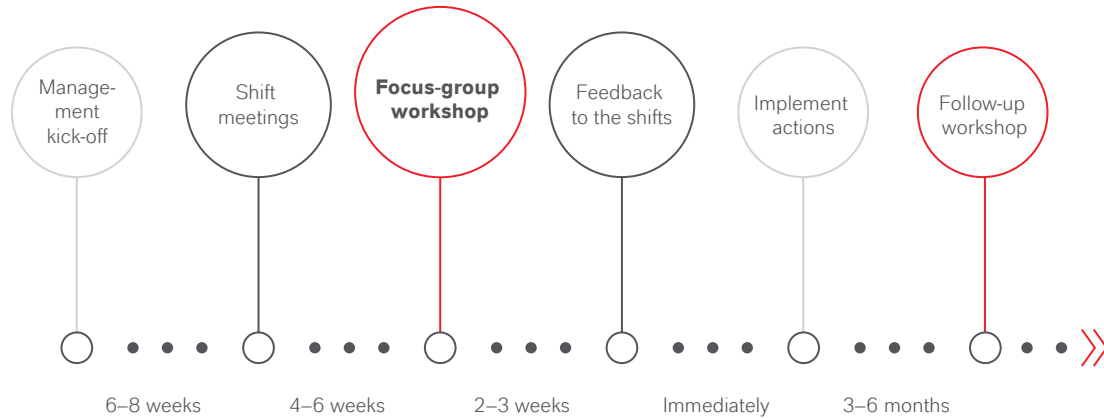 Manage-
ment
kick-off
Shift
meetings
Focus-group
workshop
Feedback
to the shifts
Implement
actions
Follow-up
workshop
6–8 weeks
4–6 weeks
2–3 weeks
Immediately
3–6 months